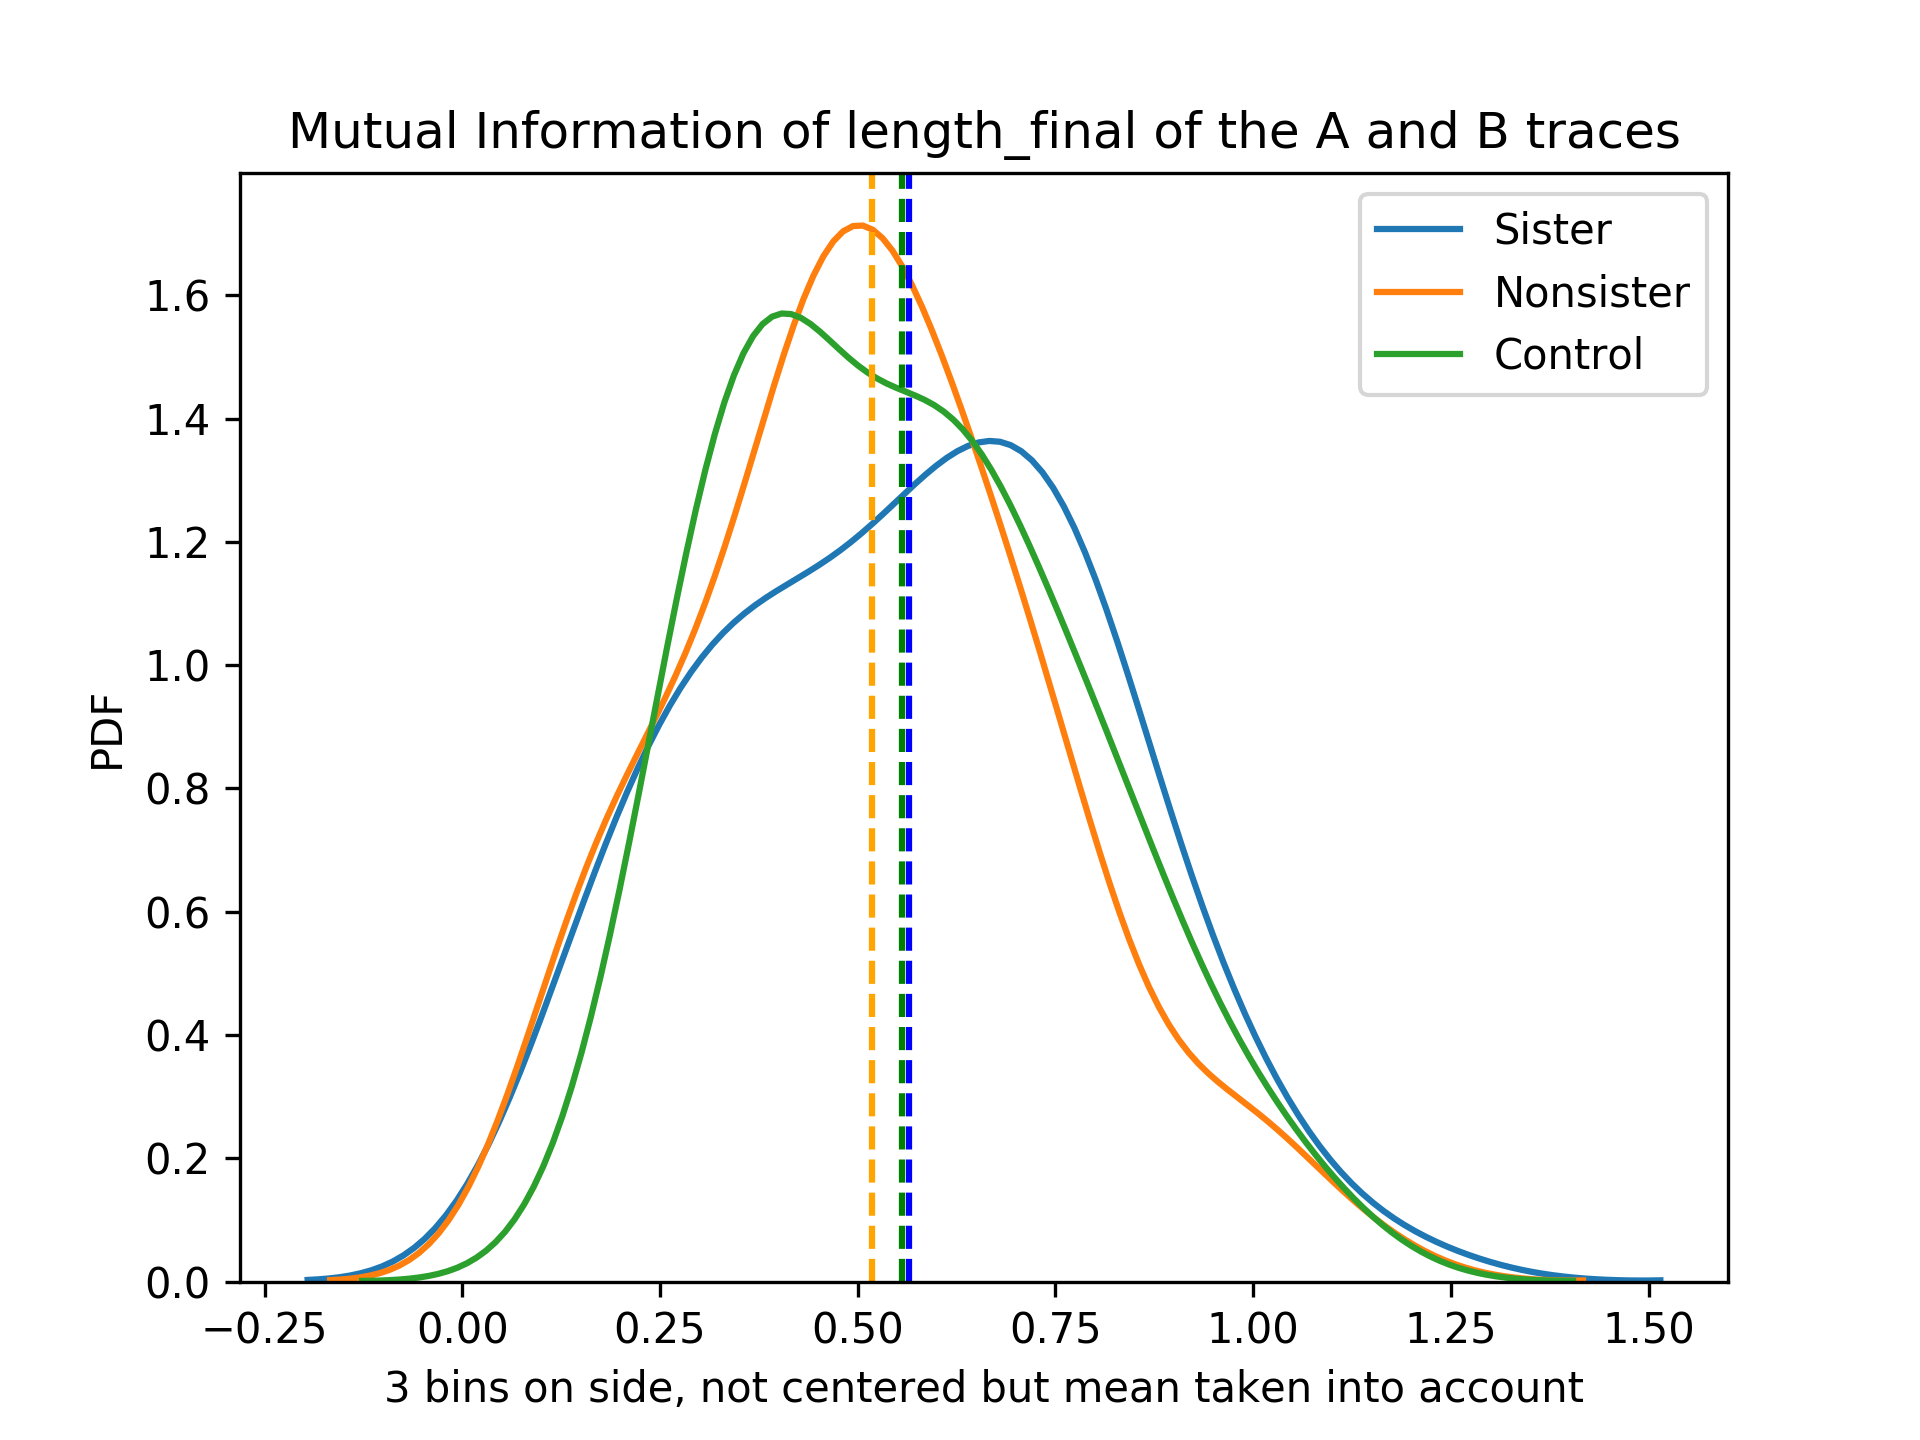 Mutual Information of length_final of the A and B traces
Sister
Nonsister
Control
PDF
1.6
1.4
1.2
1.0
0.8
0.6
0.4
0.2
0.0
−0.25 0.00 0.25 0.50 0.75 1.00 1.25 1.50
3 bins on side, not centered but mean taken into account